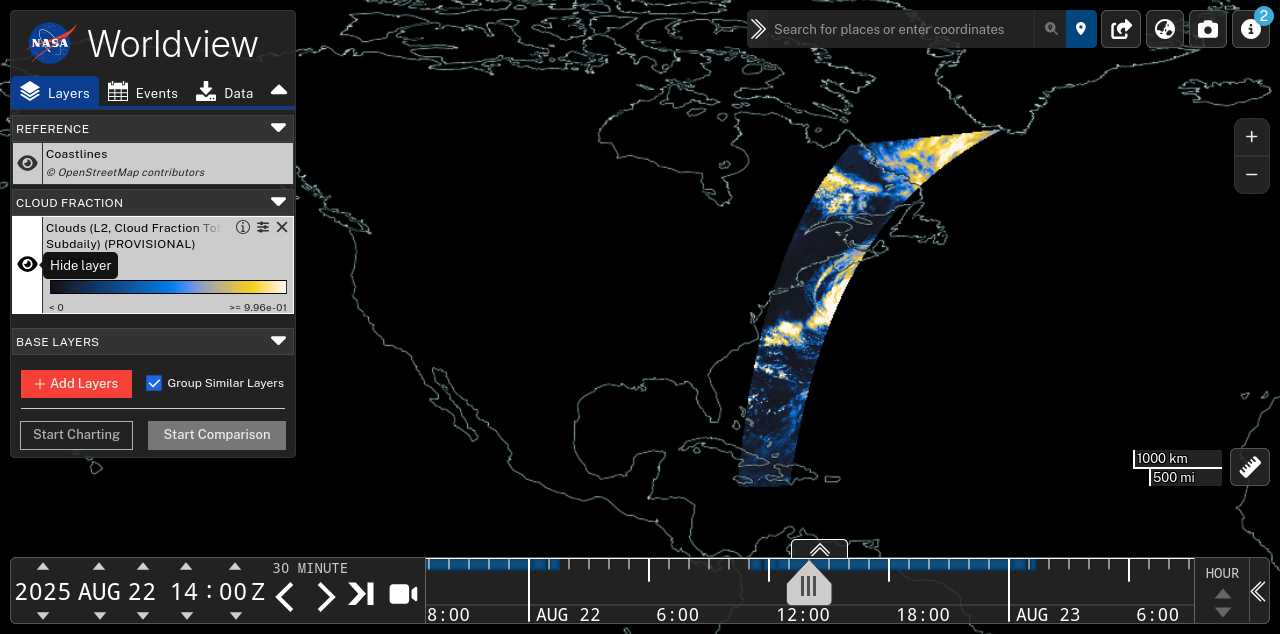 NASA
Worldview
Search for places or enter coordinates
2
Layers
Events
Data
REFERENCE
Coastlines
© OpenStreetMap contributors
CLOUD FRACTION
Clouds (L2, Cloud Fraction
Subdaily) (PROVISIONAL)
Hide layer
< 0
>= 9.96e-01
BASE LAYERS
+ Add Layers
Group Similar Layers
Start Charting
Start Comparison
+
−
1000 km
500 mi
2025 AUG 22 14 : 00 Z
30 MINUTE
8:00
AUG 22
6:00
12:00
18:00
AUG 23
6:00
HOUR